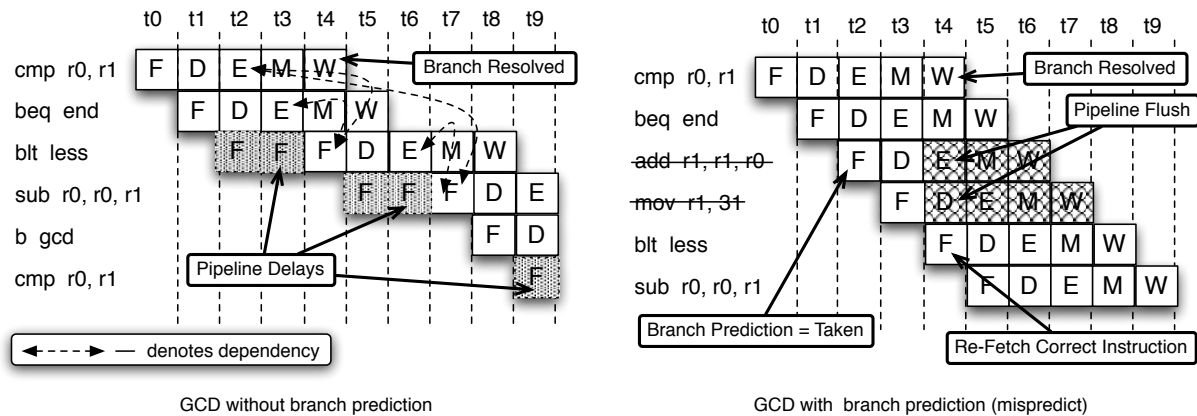 t0 t1 t2 t3 t4 t5 t6 t7 t8 t9
cmp r0, r1 F D E M W
Branch Resolved
beq end F D E M W
blt less F F F D E M W
sub r0, r0, r1 F F F D E
b gcd F D
Pipeline Delays
cmp r0, r1 F
— denotes dependency
GCD without branch prediction
t0 t1 t2 t3 t4 t5 t6 t7 t8 t9
cmp r0, r1 F D E M W
Branch Resolved
Pipeline Flush
beq end F D E M W
add r1, r1, r0 F D E M W
mov r1, 31 F D E M W
blt less F D E M W
sub r0, r0, r1 F D E M W
Branch Prediction = Taken
Re-Fetch Correct Instruction
GCD with branch prediction (mispredict)